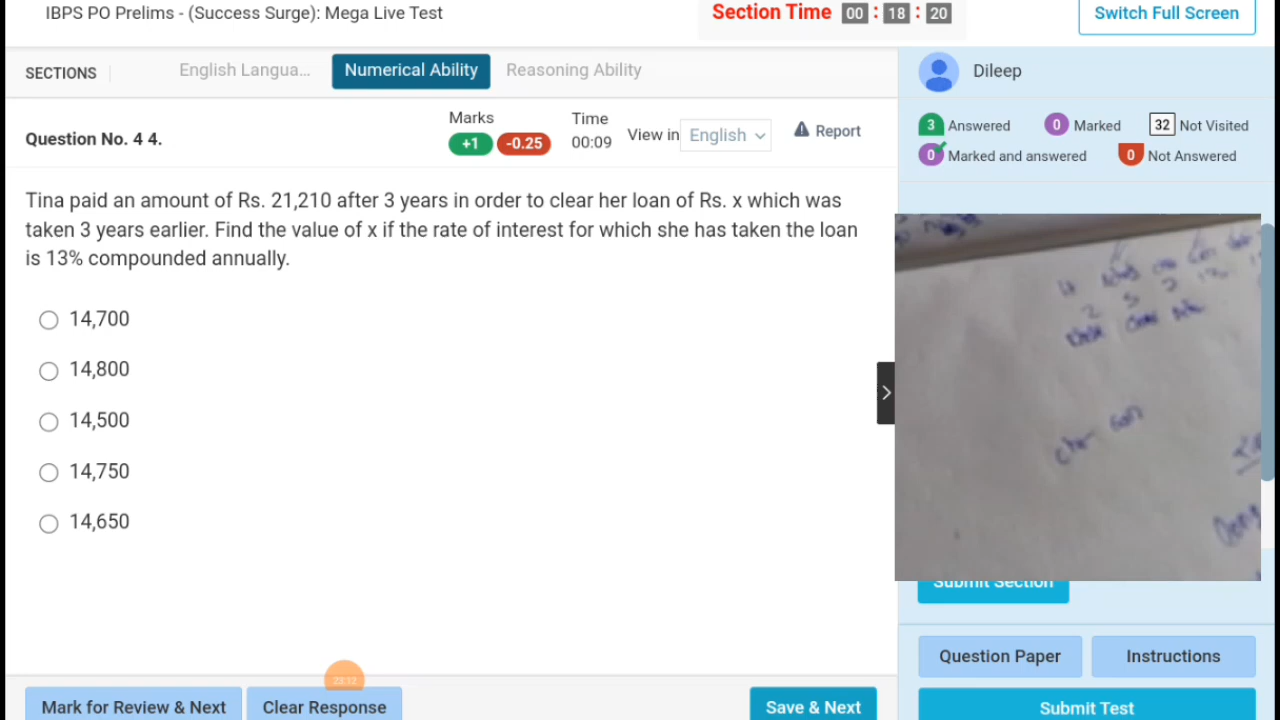 IBPS PO Prelims - (Success Surge): Mega Live Test
Section Time 00 : 18 : 20
Switch Full Screen
SECTIONS
English Langua...
Numerical Ability
Reasoning Ability
Dileep
Question No. 4 4.
Marks
+1 -0.25
Time
00:09
View in English
Report
3 Answered
0 Marked
32 Not Visited
0 Marked and answered
0 Not Answered
Tina paid an amount of Rs. 21,210 after 3 years in order to clear her loan of Rs. x which was
taken 3 years earlier. Find the value of x if the rate of interest for which she has taken the loan
is 13% compounded annually.
14,700
14,800
14,500
14,750
14,650
Submit Section
Question Paper
Instructions
23:12
Mark for Review & Next
Clear Response
Save & Next
Submit Test